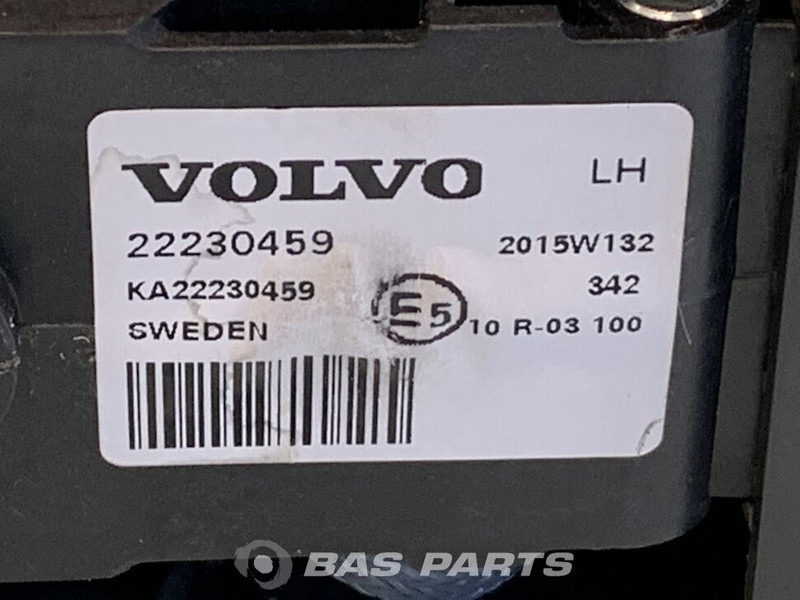 VOLVO LH
22230459 2015W132
KA22230459 342
E5
SWEDEN 10 R-03 100
BAS PARTS